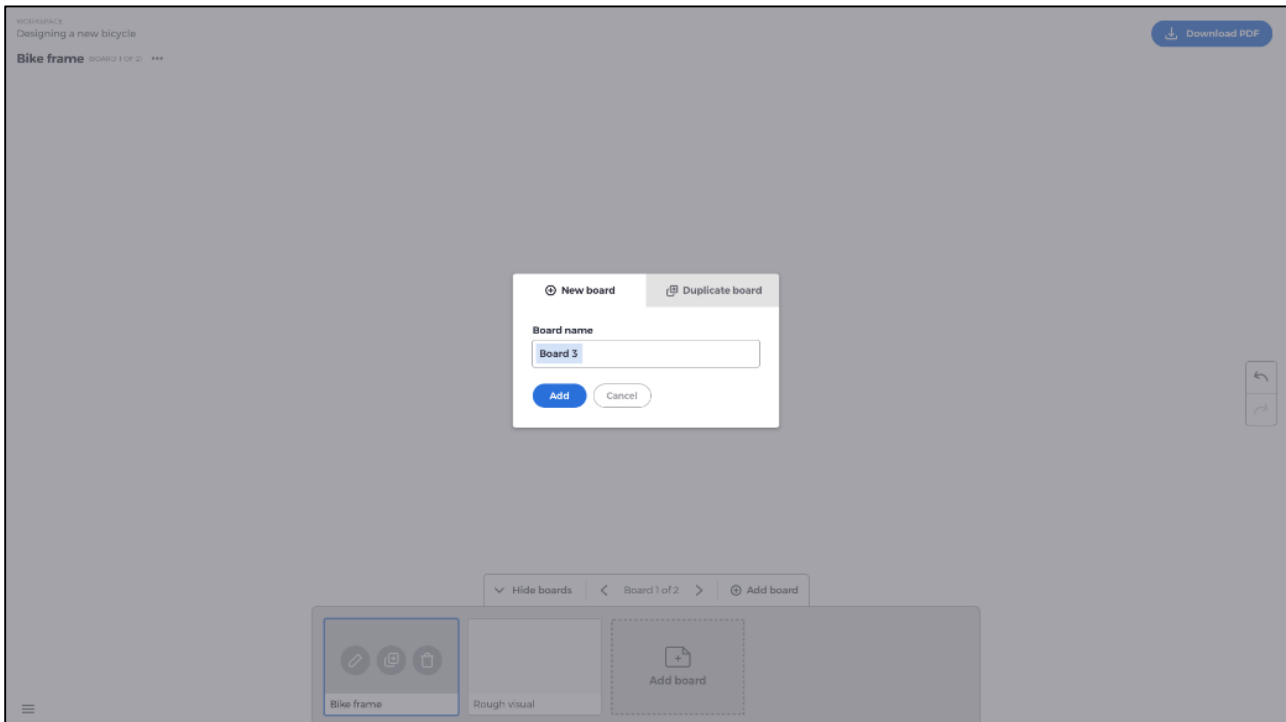 WORKSPACE
Designing a new bicycle
Download PDF
Bike frame BOARD 1 OF 2 •••
New board
Duplicate board
Board name
Board 3
Add
Cancel
Hide boards
Board 1 of 2
Add board
Add board
Bike frame
Rough visual